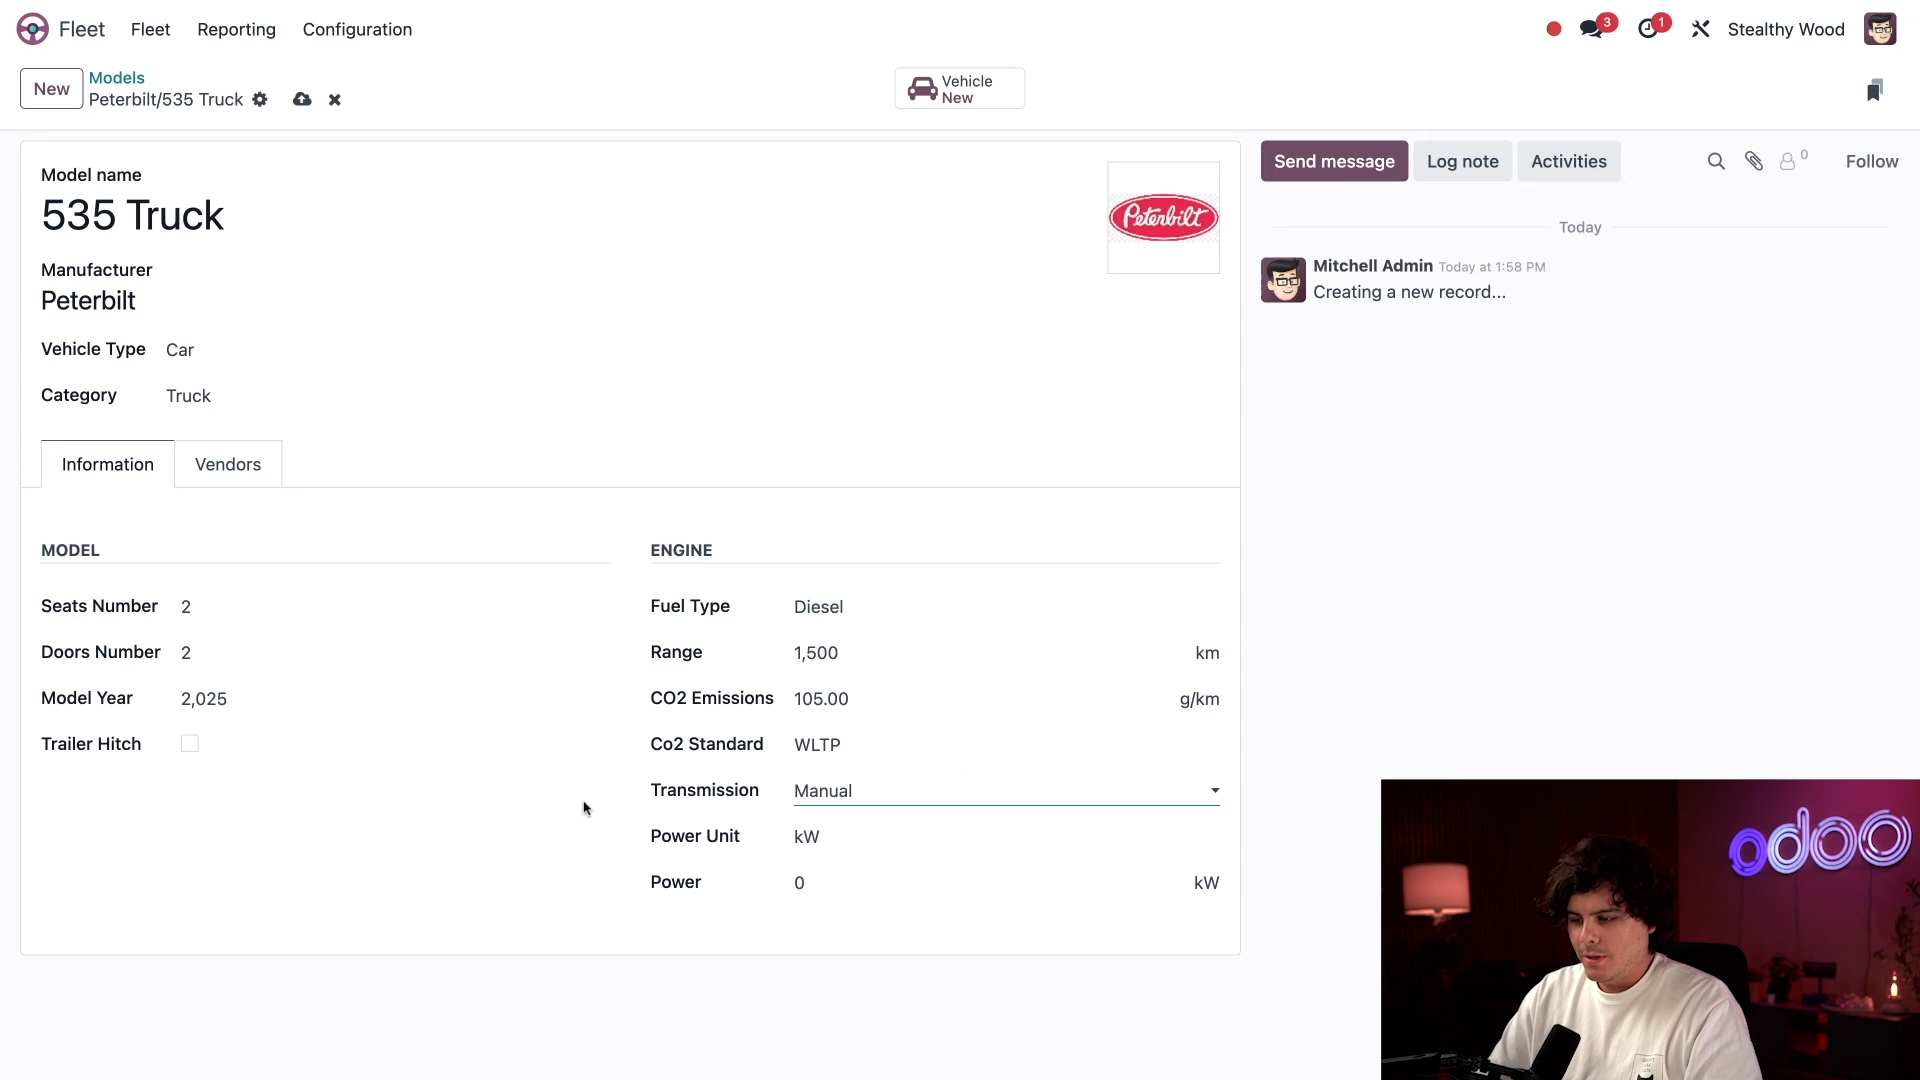 Fleet
Fleet
Reporting
Configuration
3
1
Stealthy Wood
New
Models
Peterbilt/535 Truck
Vehicle
New
Model name
535 Truck
Peterbilt
Manufacturer
Peterbilt
Vehicle Type
Car
Category
Truck
Information
Vendors
MODEL
Seats Number
2
Doors Number
2
Model Year
2,025
Trailer Hitch
ENGINE
Fuel Type
Diesel
Range
1,500
km
CO2 Emissions
105.00
g/km
Co2 Standard
WLTP
Transmission
Manual
Power Unit
kW
Power
0
kW
Send message
Log note
Activities
0
Follow
Today
Mitchell Admin Today at 1:58 PM
Creating a new record...
odoo